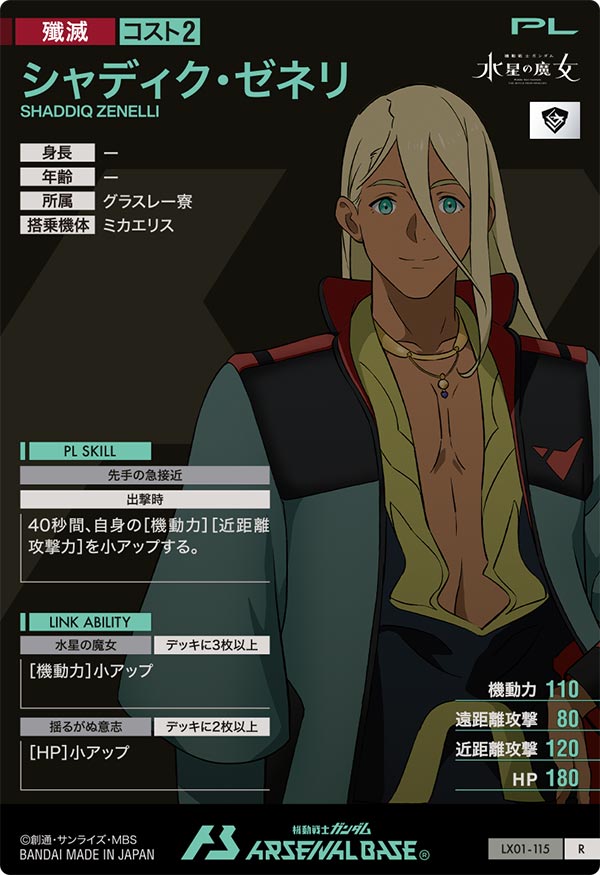 殲滅 コスト2 PL
シャディク・ゼネリ
SHADDIQ ZENELLI
機動戦士ガンダム
水星の魔女
身長 ー
年齢 ー
所属 グラスレー寮
搭乗機体 ミカエリス
PL SKILL
先手の急接近
出撃時
40秒間、自身の[機動力][近距離
攻撃力]を小アップする。
LINK ABILITY
水星の魔女 デッキに3枚以上
[機動力]小アップ
揺るがぬ意志 デッキに2枚以上
[HP]小アップ
機動力 110
遠距離攻撃 80
近距離攻撃 120
HP 180
©創通・サンライズ・MBS
BANDAI MADE IN JAPAN
機動戦士ガンダム
ARSENAL BASE®
LX01-115 R